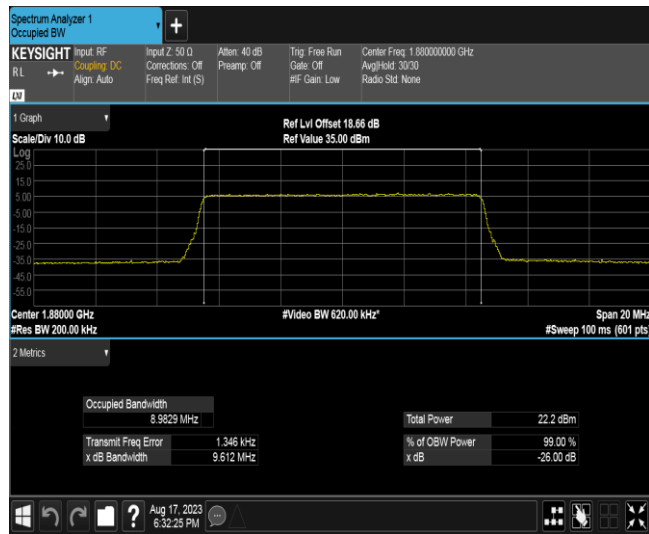 Spectrum Analyzer 1
Occupied BW
+
KEYSIGHT
RL
LXI
Input: RF
Coupling: DC
Align: Auto
Input Z: 50 Ω
Corrections: Off
Freq Ref: Int (S)
Atten: 40 dB
Preamp: Off
Trig: Free Run
Gate: Off
#IF Gain: Low
Center Freq: 1.880000000 GHz
Avg|Hold: 30/30
Radio Std: None
1 Graph
Scale/Div 10.0 dB
Ref Lvl Offset 18.66 dB
Ref Value 35.00 dBm
Log
25.0
15.0
5.00
-5.00
-15.0
-25.0
-35.0
-45.0
-55.0
Center 1.88000 GHz
#Video BW 620.00 kHz*
Span 20 MHz
#Res BW 200.00 kHz
#Sweep 100 ms (601 pts)
2 Metrics
Occupied Bandwidth
8.9829 MHz
Total Power 22.2 dBm
Transmit Freq Error 1.346 kHz
% of OBW Power 99.00 %
x dB Bandwidth 9.612 MHz
x dB -26.00 dB
?
Aug 17, 2023
6:32:25 PM